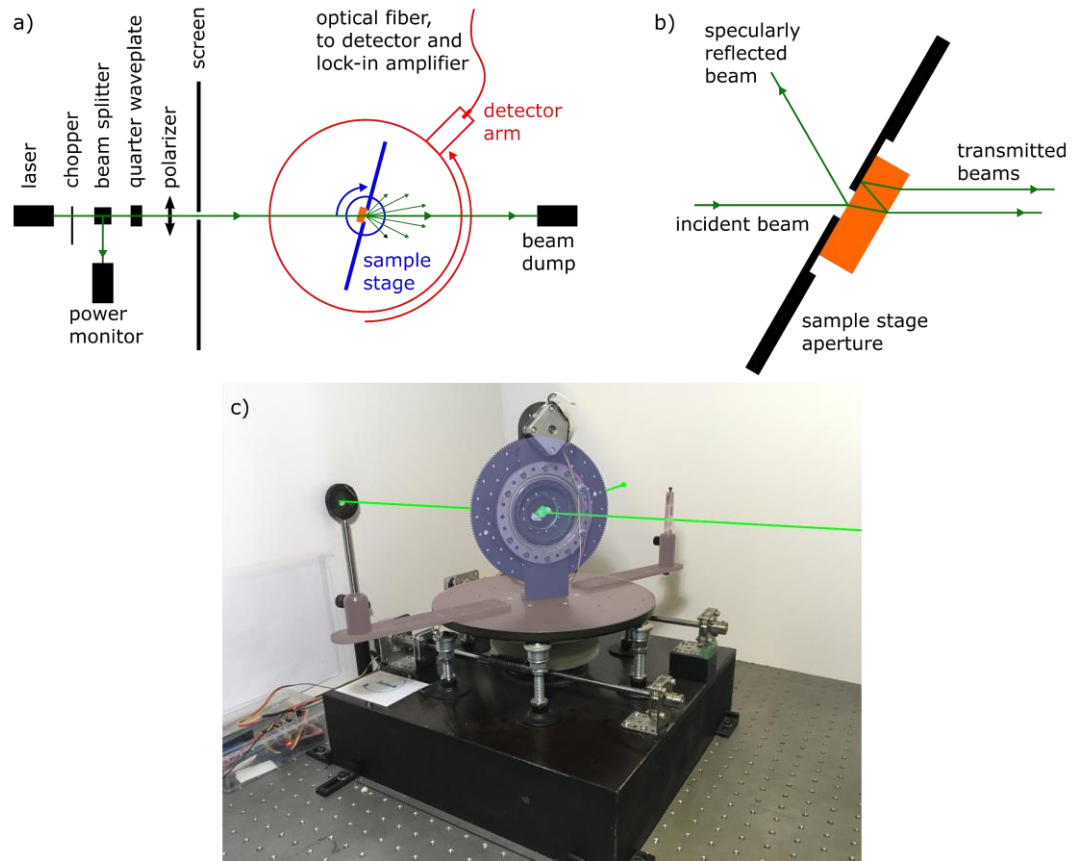 a)
laser
chopper
beam splitter
quarter waveplate
polarizer
screen
optical fiber,
to detector and
lock-in amplifier
detector
arm
sample
stage
power
monitor
beam
dump
b)
specularly
reflected
beam
transmitted
beams
incident beam
sample stage
aperture
c)